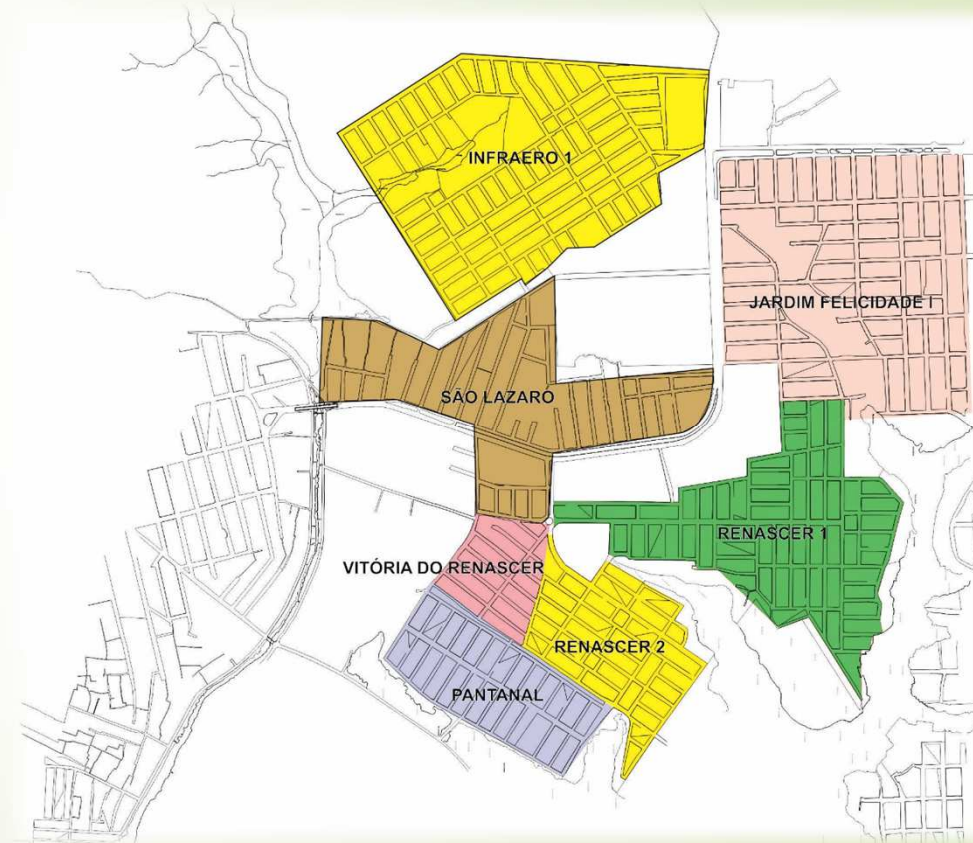 INFRAERO 1
JARDIM FELICIDADE I
SÃO LAZARO
RENASCER 1
VITÓRIA DO RENASCER
RENASCER 2
PANTANAL